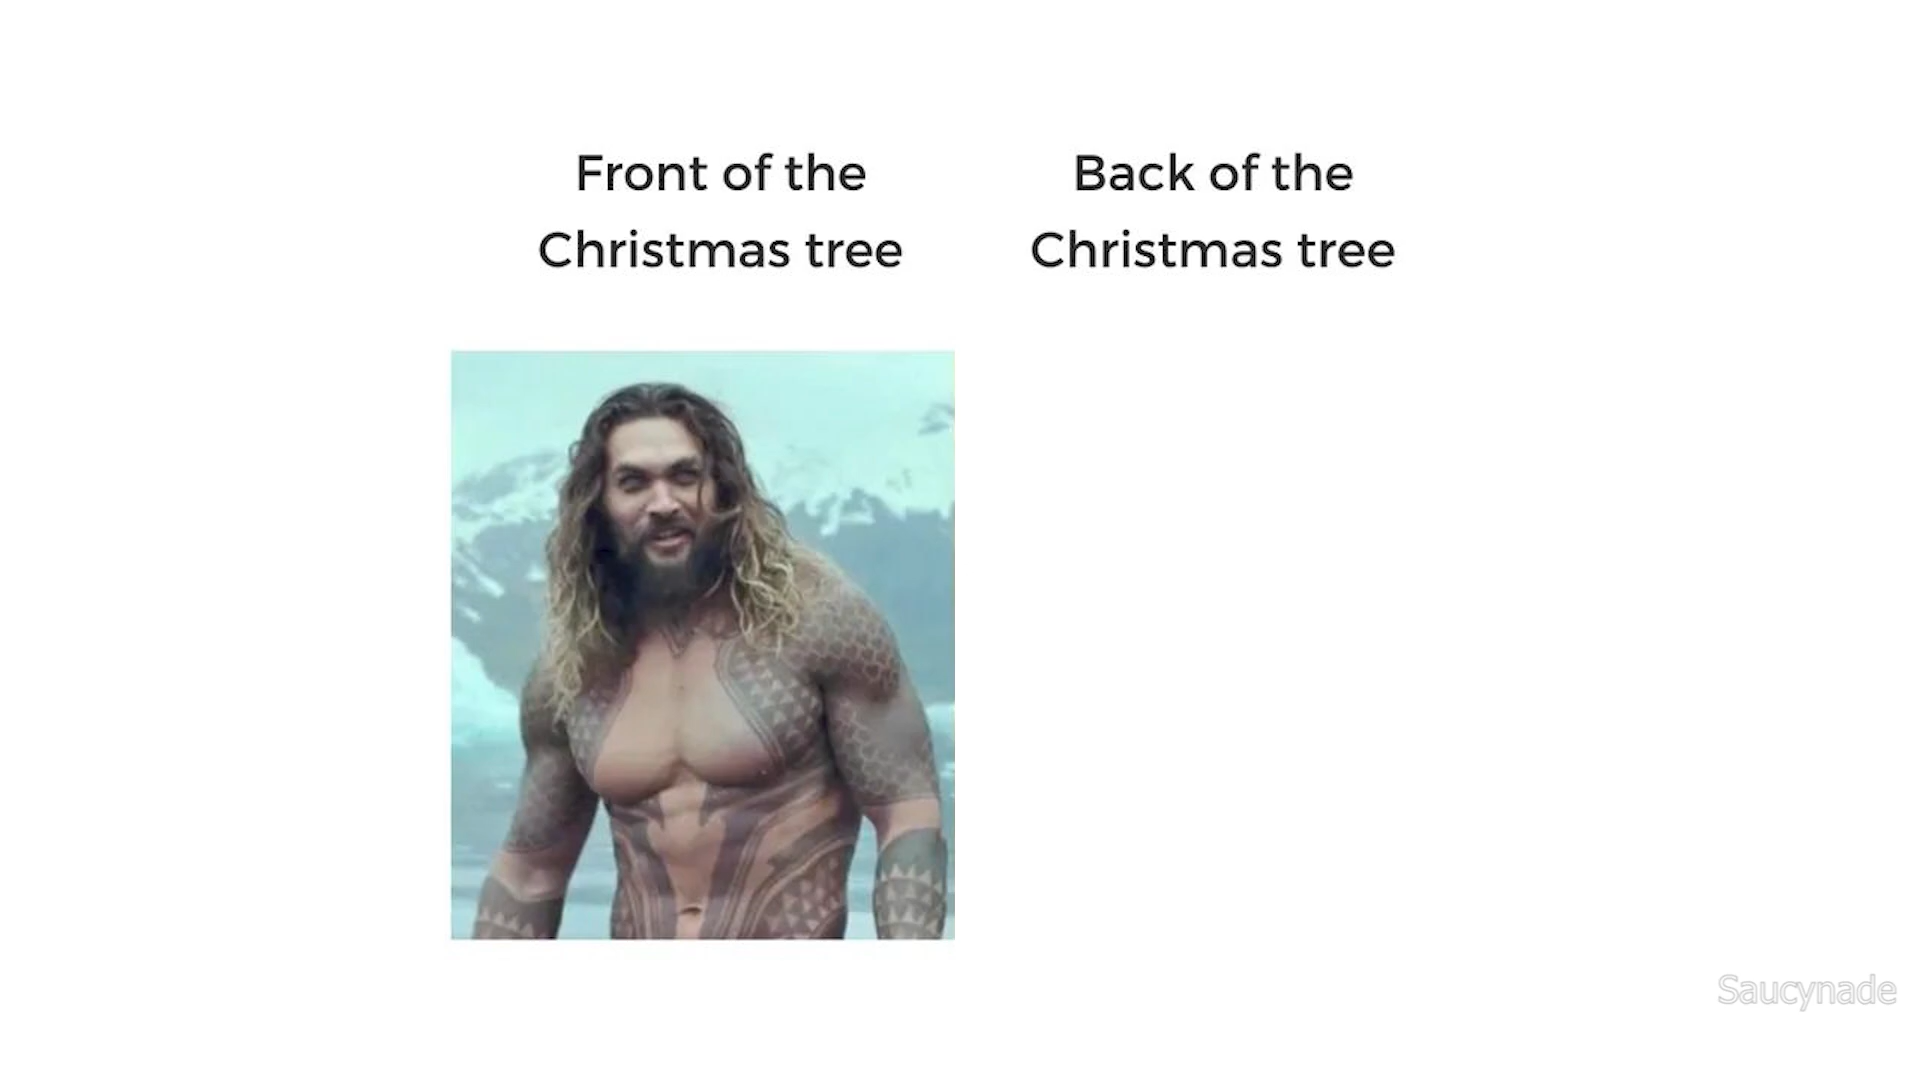 Front of the
Christmas tree
Back of the
Christmas tree
Saucynade